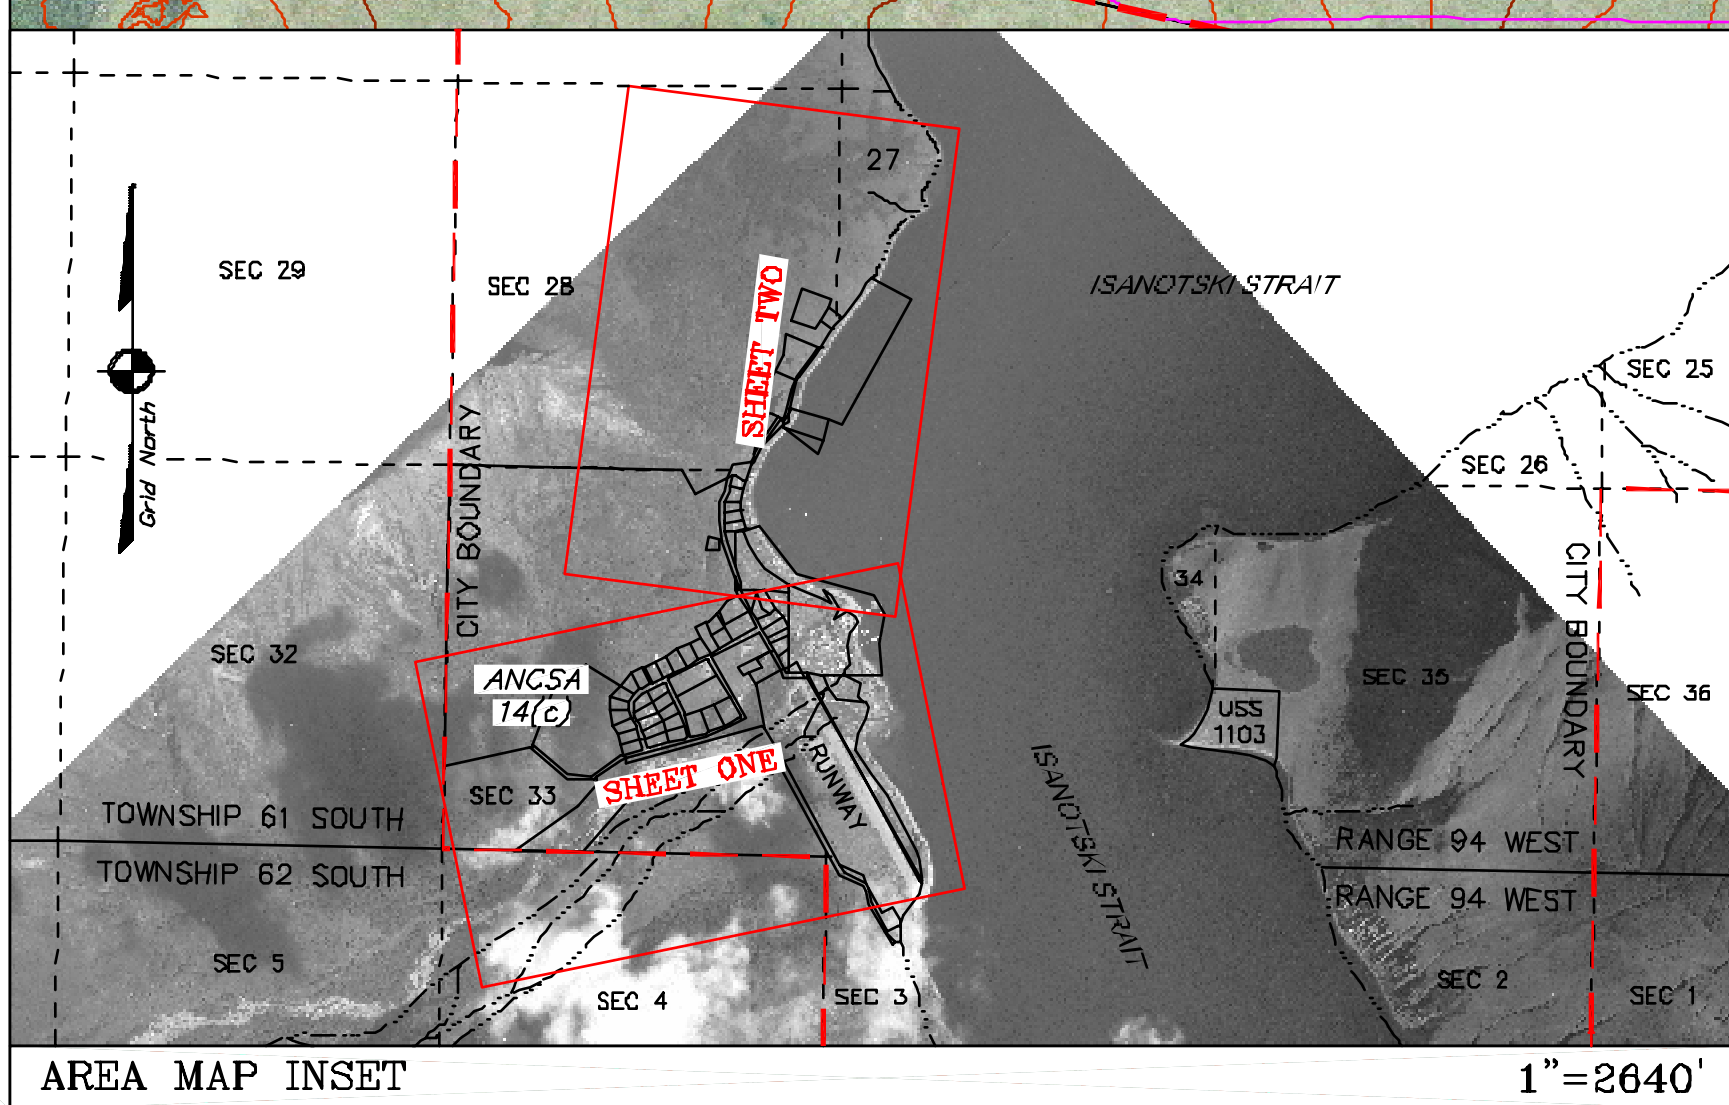 27
SEC 29
SEC 28
ISANOTSKI STRAIT
SHEET TWO
SEC 25
Grid North
CITY BOUNDARY
SEC 26
CITY BOUNDARY
34
SEC 32
ANCSA
14(c)
SEC 35
SEC 36
USS
1103
SHEET ONE
RUNWAY
ISANOTSKI STRAIT
SEC 33
TOWNSHIP 61 SOUTH
TOWNSHIP 62 SOUTH
RANGE 94 WEST
RANGE 94 WEST
SEC 5
SEC 4
SEC 3
SEC 2
SEC 1
AREA MAP INSET
1"=2640'